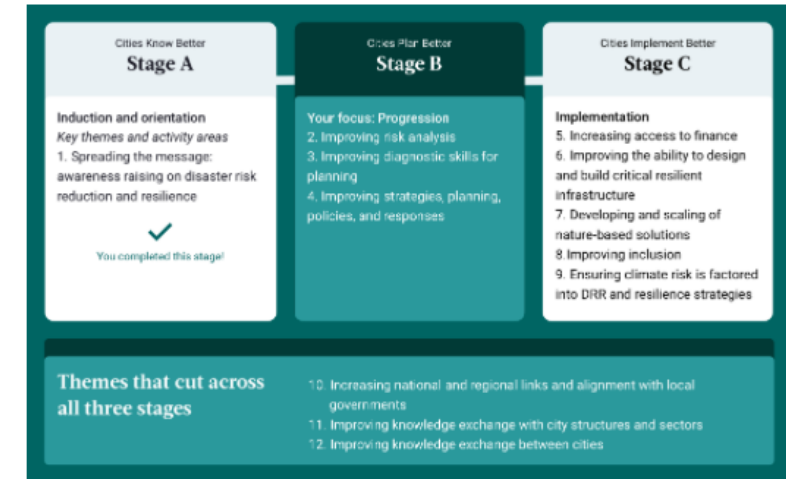 Cities Know Better
Stage A
Induction and orientation
Key themes and activity areas
1. Spreading the message:
awareness raising on disaster risk
reduction and resilience
You completed this stage!
Cities Plan Better
Stage B
Your focus: Progression
2. Improving risk analysis
3. Improving diagnostic skills for
planning
4. Improving strategies, planning,
policies, and responses
Cities Implement Better
Stage C
Implementation
5. Increasing access to finance
6. Improving the ability to design
and build critical resilient
infrastructure
7. Developing and scaling of
nature-based solutions
8.Improving inclusion
9. Ensuring climate risk is factored
into DRR and resilience strategies
Themes that cut across
all three stages
10. Increasing national and regional links and alignment with local
governments
11. Improving knowledge exchange with city structures and sectors
12. Improving knowledge exchange between cities